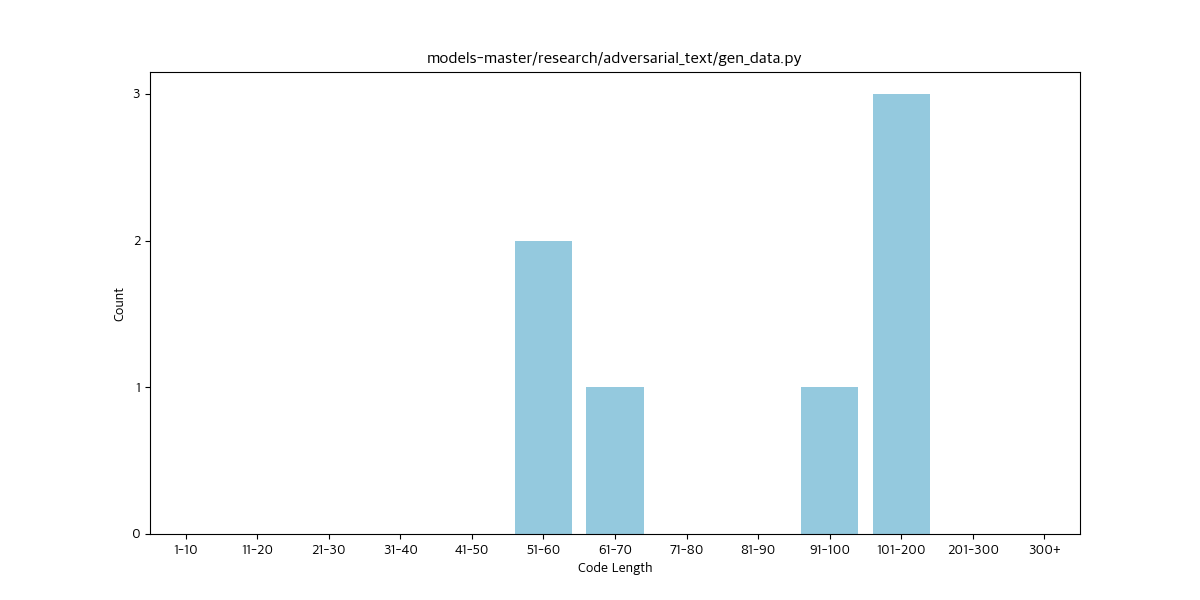 models-master/research/adversarial_text/gen_data.py
3
2
1
0
Count
1-10 11-20 21-30 31-40 41-50 51-60 61-70 71-80 81-90 91-100 101-200 201-300 300+
Code Length